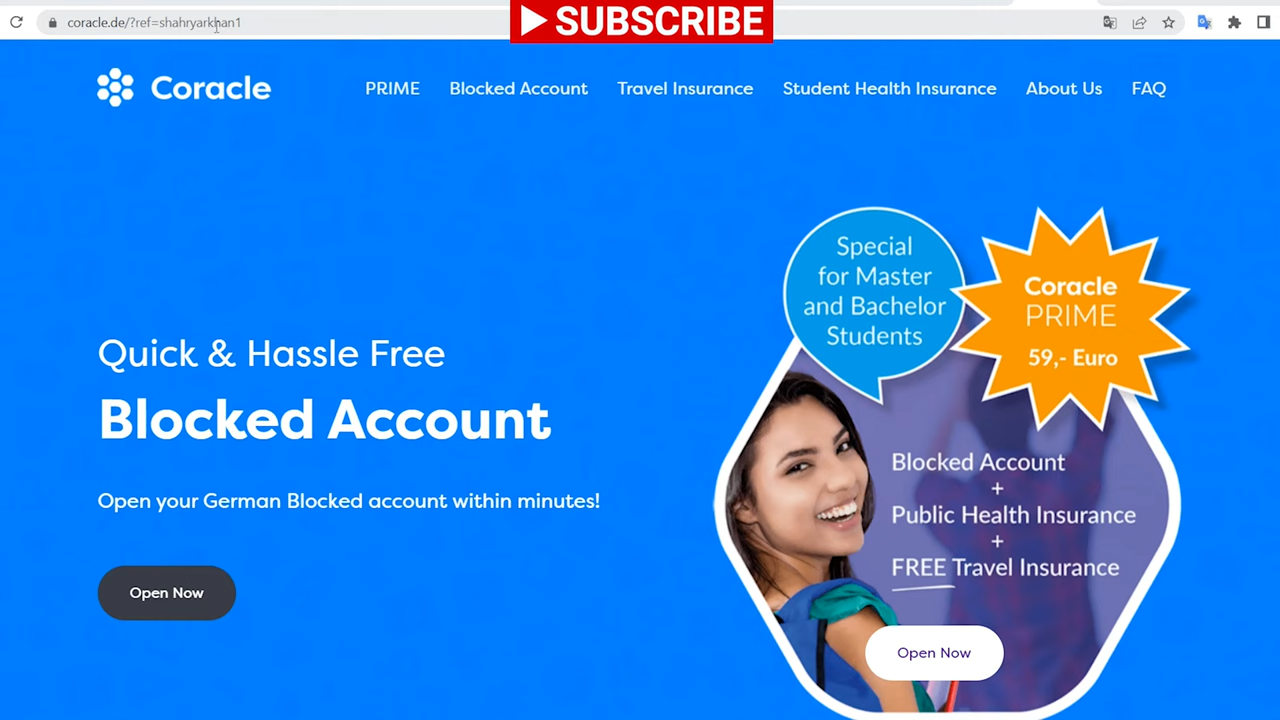 coracle.de/?ref=shahryarkhan1
SUBSCRIBE
Coracle
PRIME
Blocked Account
Travel Insurance
Student Health Insurance
About Us
FAQ
Quick & Hassle Free
Blocked Account
Open your German Blocked account within minutes!
Open Now
Special
for Master
and Bachelor
Students
Coracle
PRIME
59,- Euro
Blocked Account
+
Public Health Insurance
+
FREE Travel Insurance
Open Now